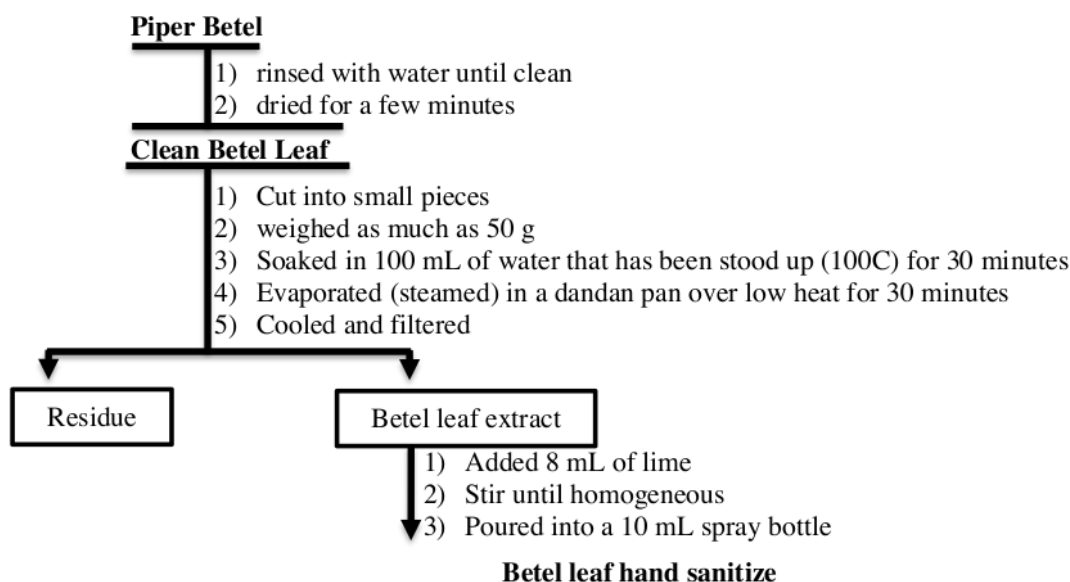 Piper Betel
1) rinsed with water until clean
2) dried for a few minutes
Clean Betel Leaf
1) Cut into small pieces
2) weighed as much as 50 g
3) Soaked in 100 mL of water that has been stood up (100C) for 30 minutes
4) Evaporated (steamed) in a dandan pan over low heat for 30 minutes
5) Cooled and filtered
Residue
Betel leaf extract
1) Added 8 mL of lime
2) Stir until homogeneous
3) Poured into a 10 mL spray bottle
Betel leaf hand sanitize